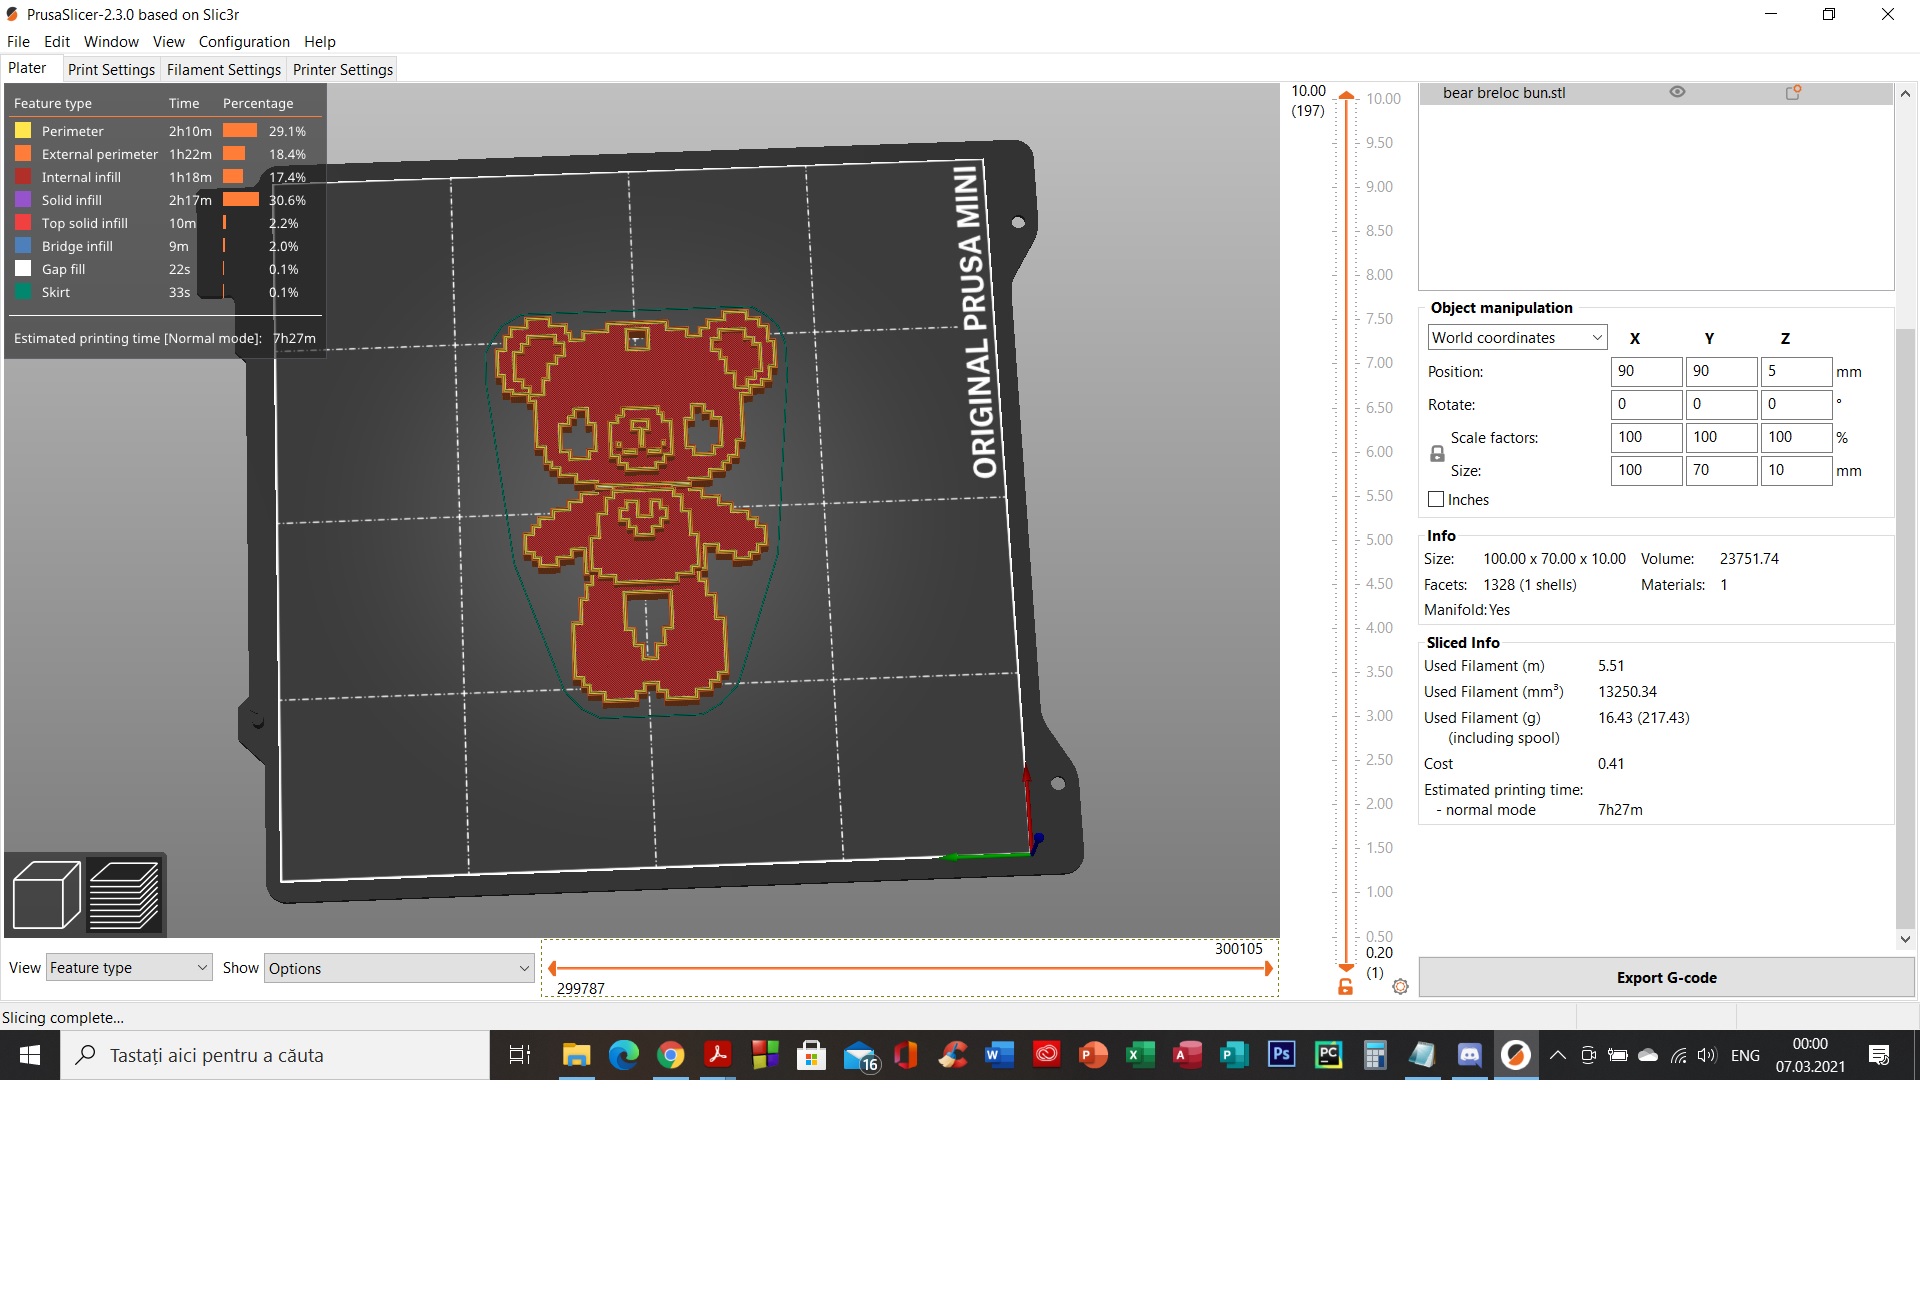 PrusaSlicer-2.3.0 based on Slic3r
File Edit Window View Configuration Help
Plater Print Settings Filament Settings Printer Settings
Feature type Time Percentage
Perimeter 2h10m 29.1%
External perimeter 1h22m 18.4%
Internal infill 1h18m 17.4%
Solid infill 2h17m 30.6%
Top solid infill 10m 2.2%
Bridge infill 9m 2.0%
Gap fill 22s 0.1%
Skirt 33s 0.1%
Estimated printing time [Normal mode]: 7h27m
ORIGINAL PRUSA MINI
10.00
(197)
10.00
9.50
9.00
8.50
8.00
7.50
7.00
6.50
6.00
5.50
5.00
4.50
4.00
3.50
3.00
2.50
2.00
1.50
1.00
0.50
0.20
(1)
bear breloc bun.stl
Object manipulation
World coordinates X Y Z
Position: 90 90 5 mm
Rotate: 0 0 0 °
Scale factors: 100 100 100 %
Size: 100 70 10 mm
Inches
Info
Size: 100.00 x 70.00 x 10.00 Volume: 23751.74
Facets: 1328 (1 shells) Materials: 1
Manifold: Yes
Sliced Info
Used Filament (m) 5.51
Used Filament (mm³) 13250.34
Used Filament (g) 16.43 (217.43)
(including spool)
Cost 0.41
Estimated printing time:
- normal mode 7h27m
View Feature type Show Options
300105
299787
Export G-code
Slicing complete...
Tastați aici pentru a căuta
16
W
P
X
A
P
Ps
PC
ENG
00:00
07.03.2021